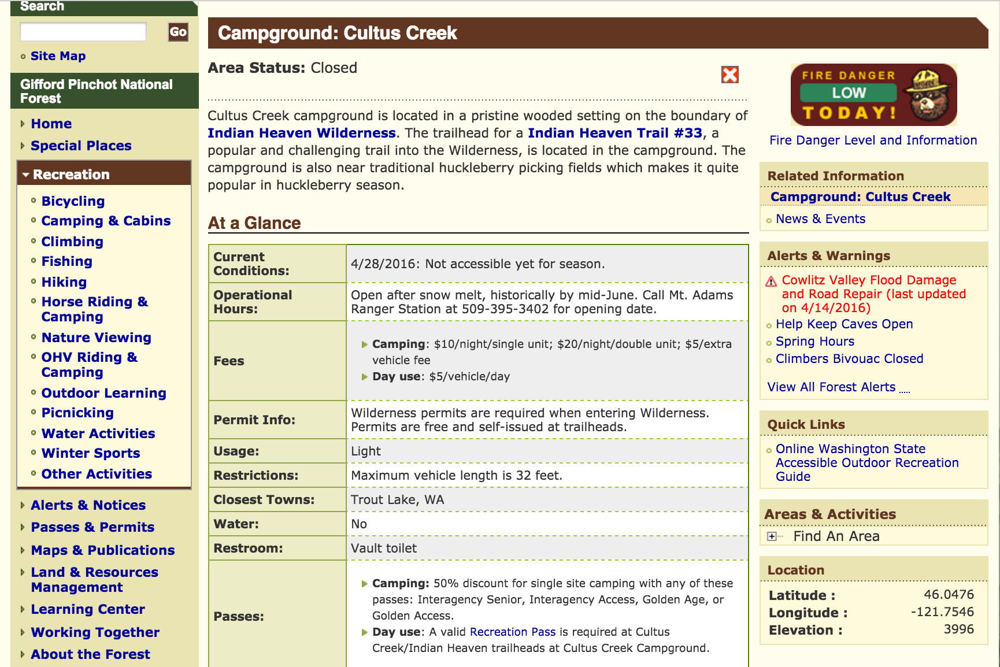 Search
Go
Site Map
Gifford Pinchot National
Forest
Home
Special Places
Recreation
Bicycling
Camping & Cabins
Climbing
Fishing
Hiking
Horse Riding &
Camping
Nature Viewing
OHV Riding &
Camping
Outdoor Learning
Picnicking
Water Activities
Winter Sports
Other Activities
Alerts & Notices
Passes & Permits
Maps & Publications
Land & Resources
Management
Learning Center
Working Together
About the Forest
Campground: Cultus Creek
Area Status: Closed
Cultus Creek campground is located in a pristine wooded setting on the boundary of
Indian Heaven Wilderness. The trailhead for a Indian Heaven Trail #33, a
popular and challenging trail into the Wilderness, is located in the campground. The
campground is also near traditional huckleberry picking fields which makes it quite
popular in huckleberry season.
At a Glance
Current
Conditions:
4/28/2016: Not accessible yet for season.
Operational
Hours:
Open after snow melt, historically by mid-June. Call Mt. Adams
Ranger Station at 509-395-3402 for opening date.
Fees
Camping: $10/night/single unit; $20/night/double unit; $5/extra
vehicle fee
Day use: $5/vehicle/day
Permit Info:
Wilderness permits are required when entering Wilderness.
Permits are free and self-issued at trailheads.
Usage:
Light
Restrictions:
Maximum vehicle length is 32 feet.
Closest Towns:
Trout Lake, WA
Water:
No
Restroom:
Vault toilet
Passes:
Camping: 50% discount for single site camping with any of these
passes: Interagency Senior, Interagency Access, Golden Age, or
Golden Access.
Day use: A valid Recreation Pass is required at Cultus
Creek/Indian Heaven trailheads at Cultus Creek Campground.
FIRE DANGER
LOW
TODAY!
Fire Danger Level and Information
Related Information
Campground: Cultus Creek
News & Events
Alerts & Warnings
Cowlitz Valley Flood Damage
and Road Repair (last updated
on 4/14/2016)
Help Keep Caves Open
Spring Hours
Climbers Bivouac Closed
View All Forest Alerts .....
Quick Links
Online Washington State
Accessible Outdoor Recreation
Guide
Areas & Activities
Find An Area
Location
Latitude : 46.0476
Longitude : -121.7546
Elevation : 3996